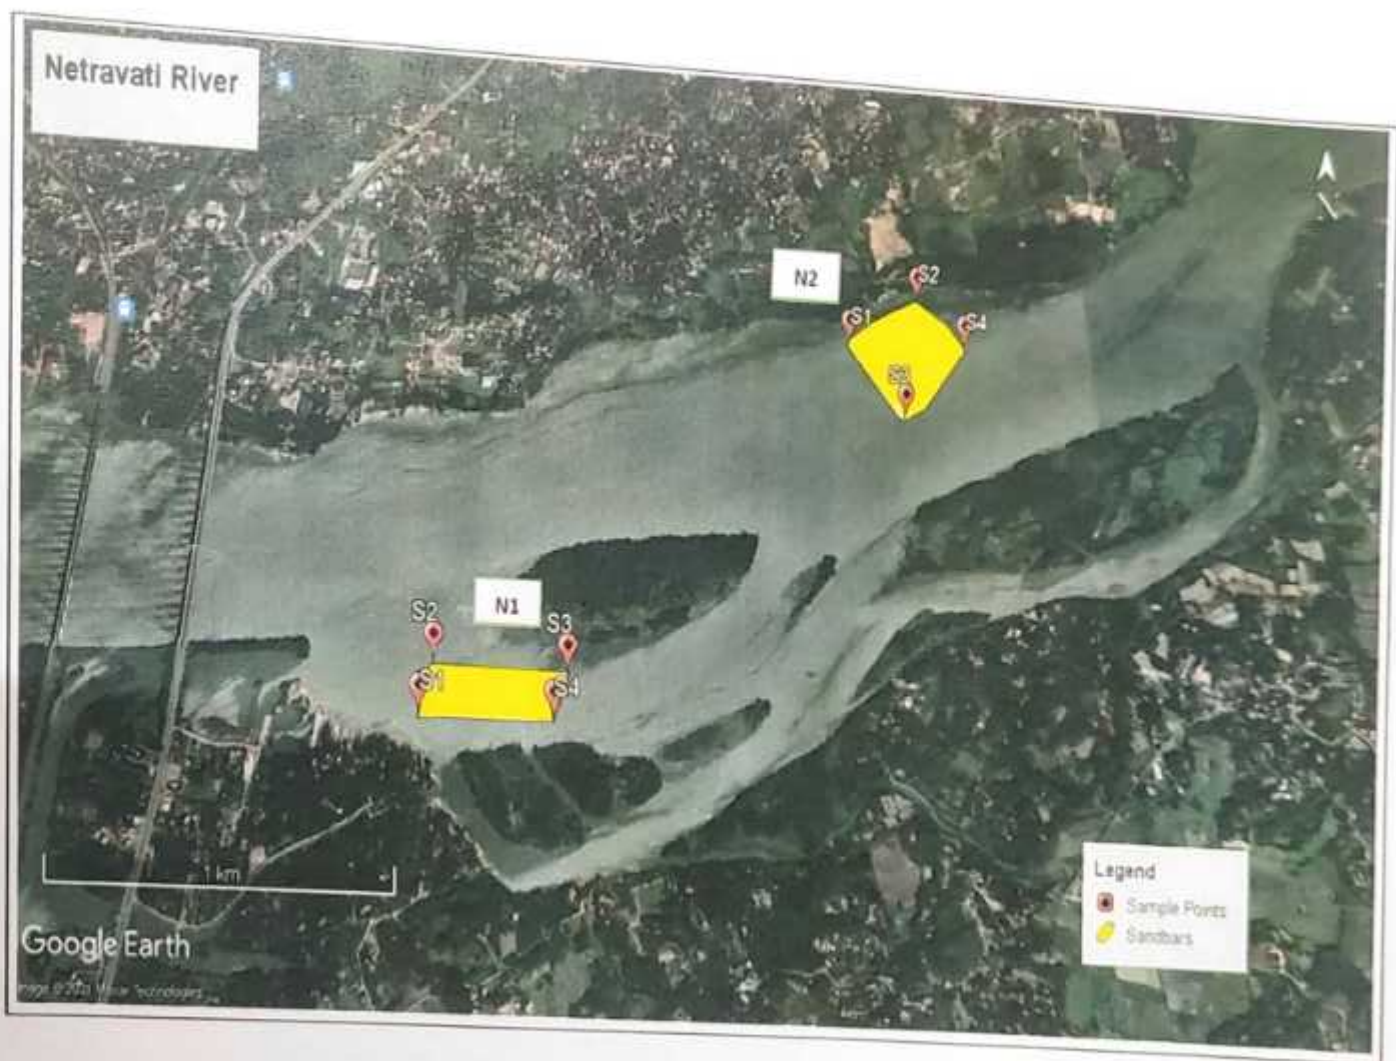 Netravati River
N2
S2
S1
S4
N1
S2
S3
S1
S4
1 km
Legend
Sample Points
Sandbars
Google Earth
Technologies